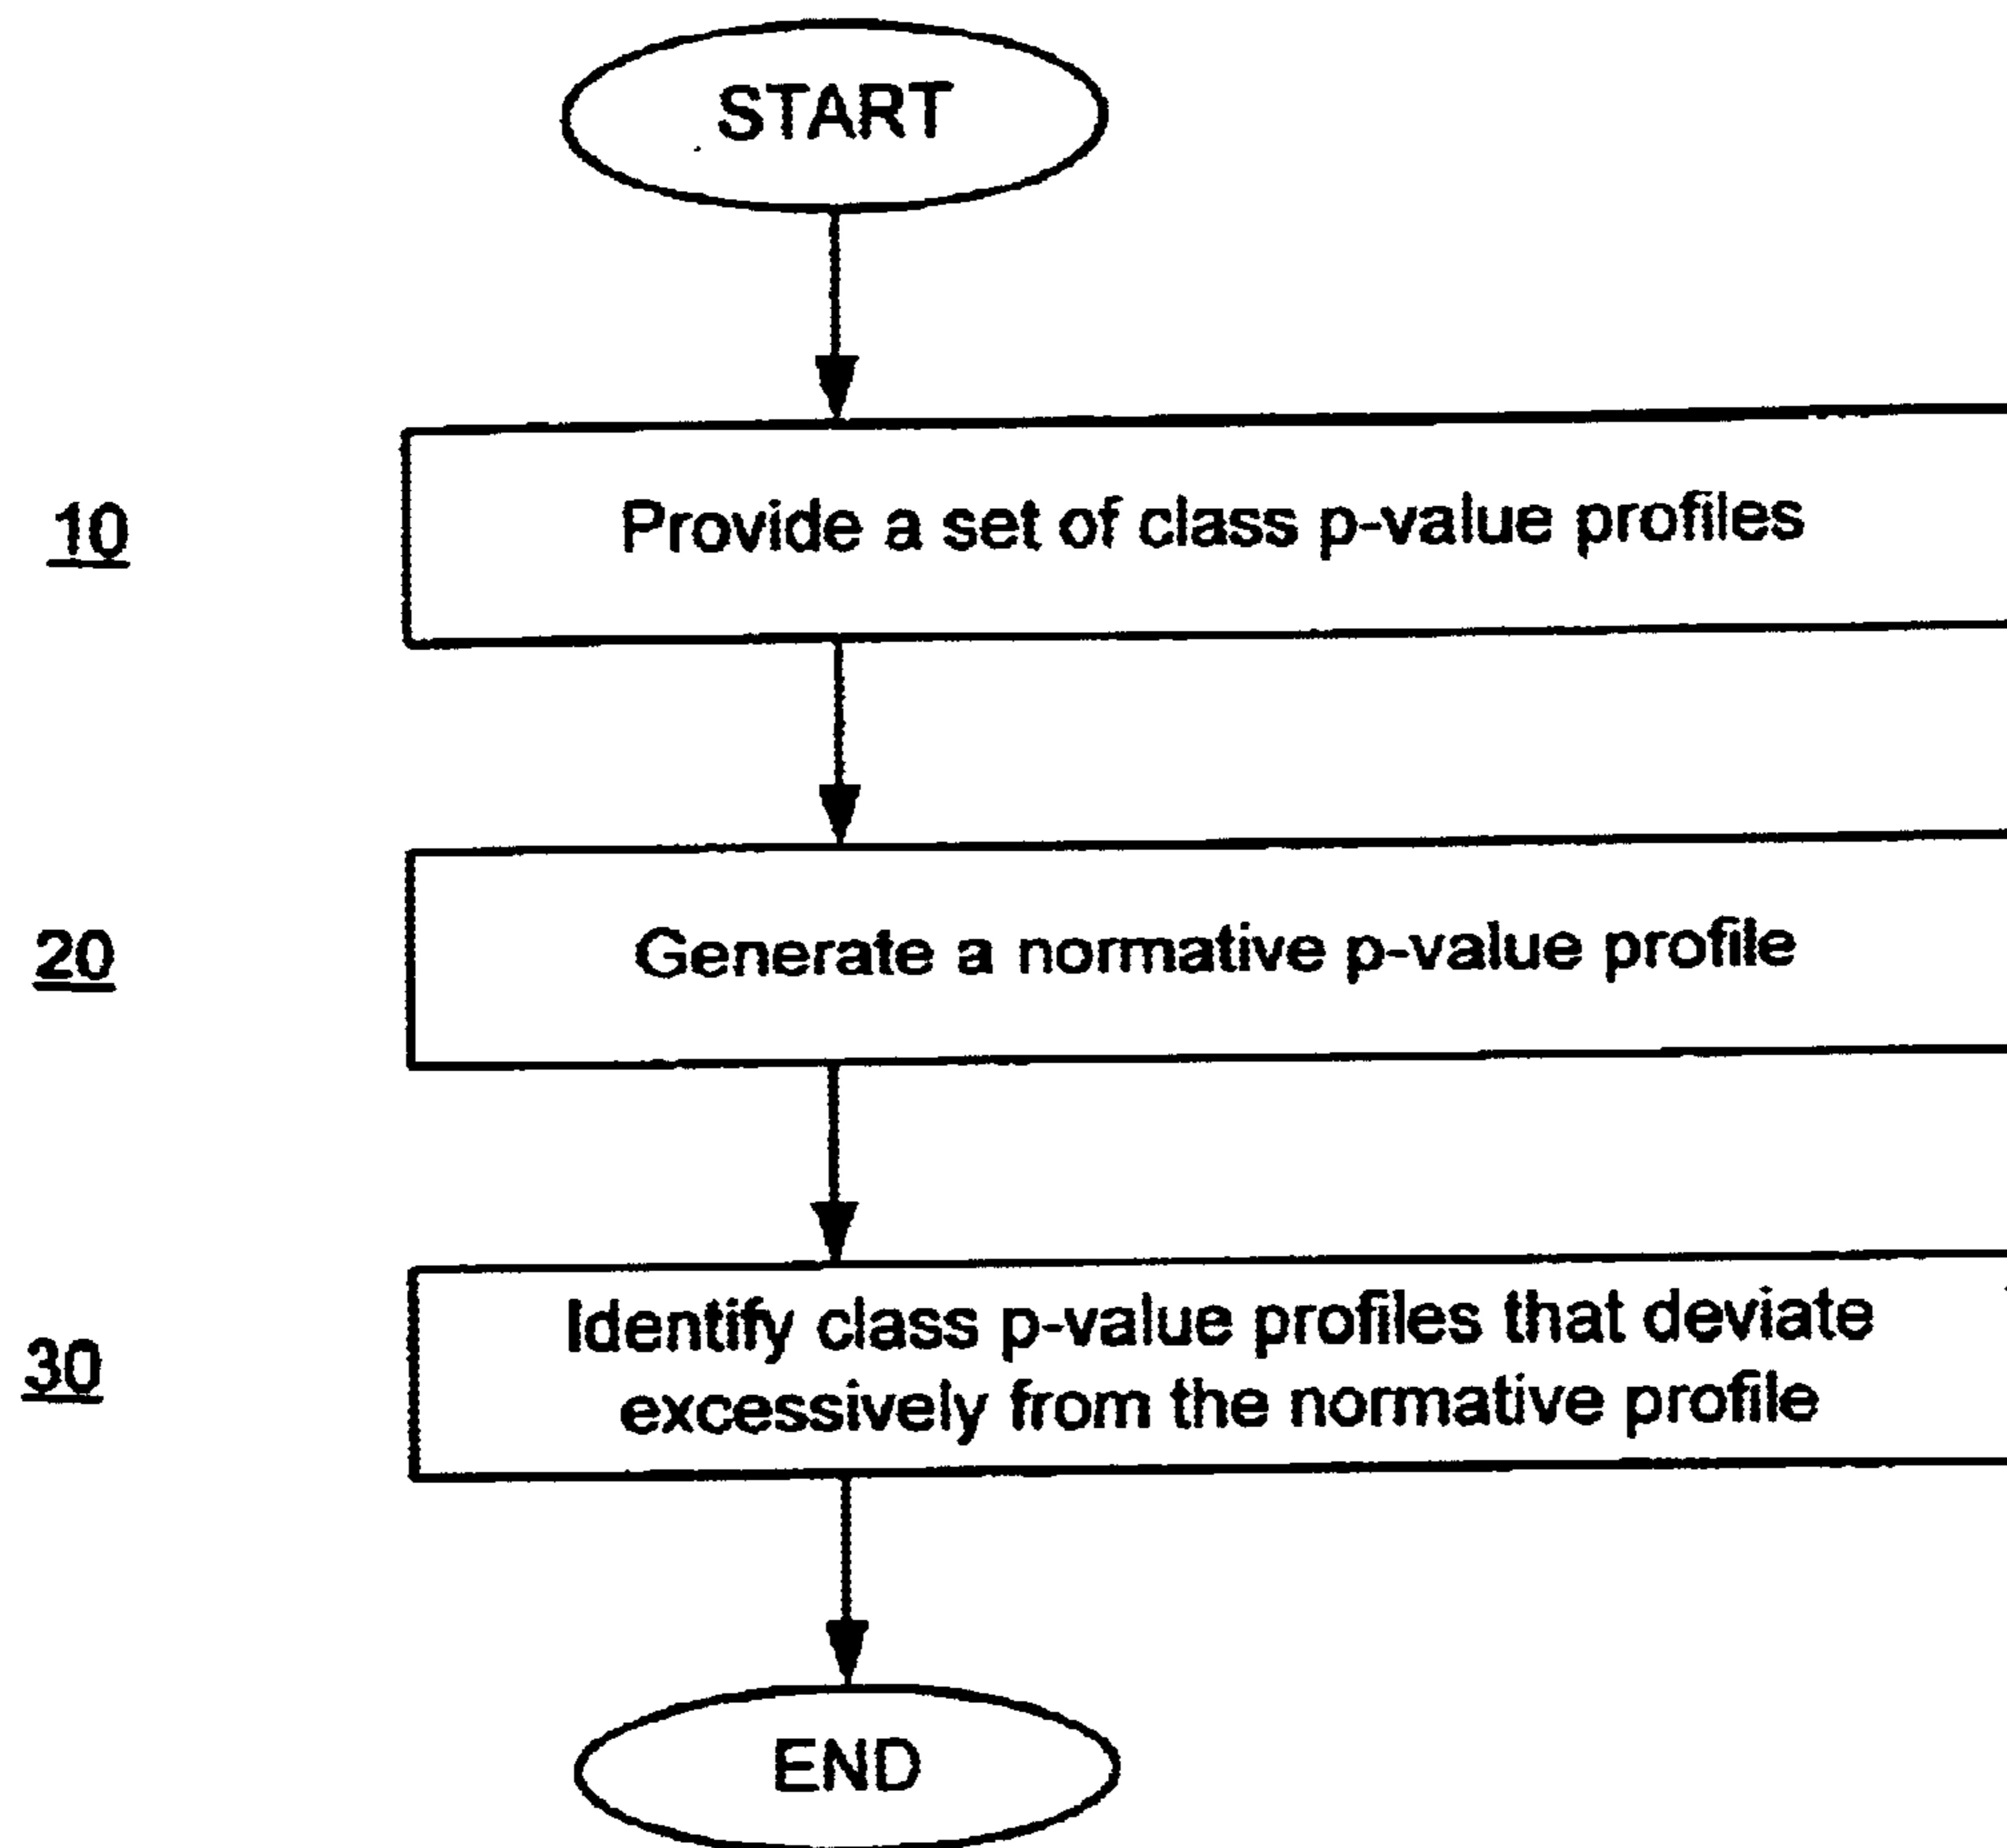 START
10
Provide a set of class p-value profiles
20
Generate a normative p-value profile
30
Identify class p-value profiles that deviate
excessively from the normative profile
END